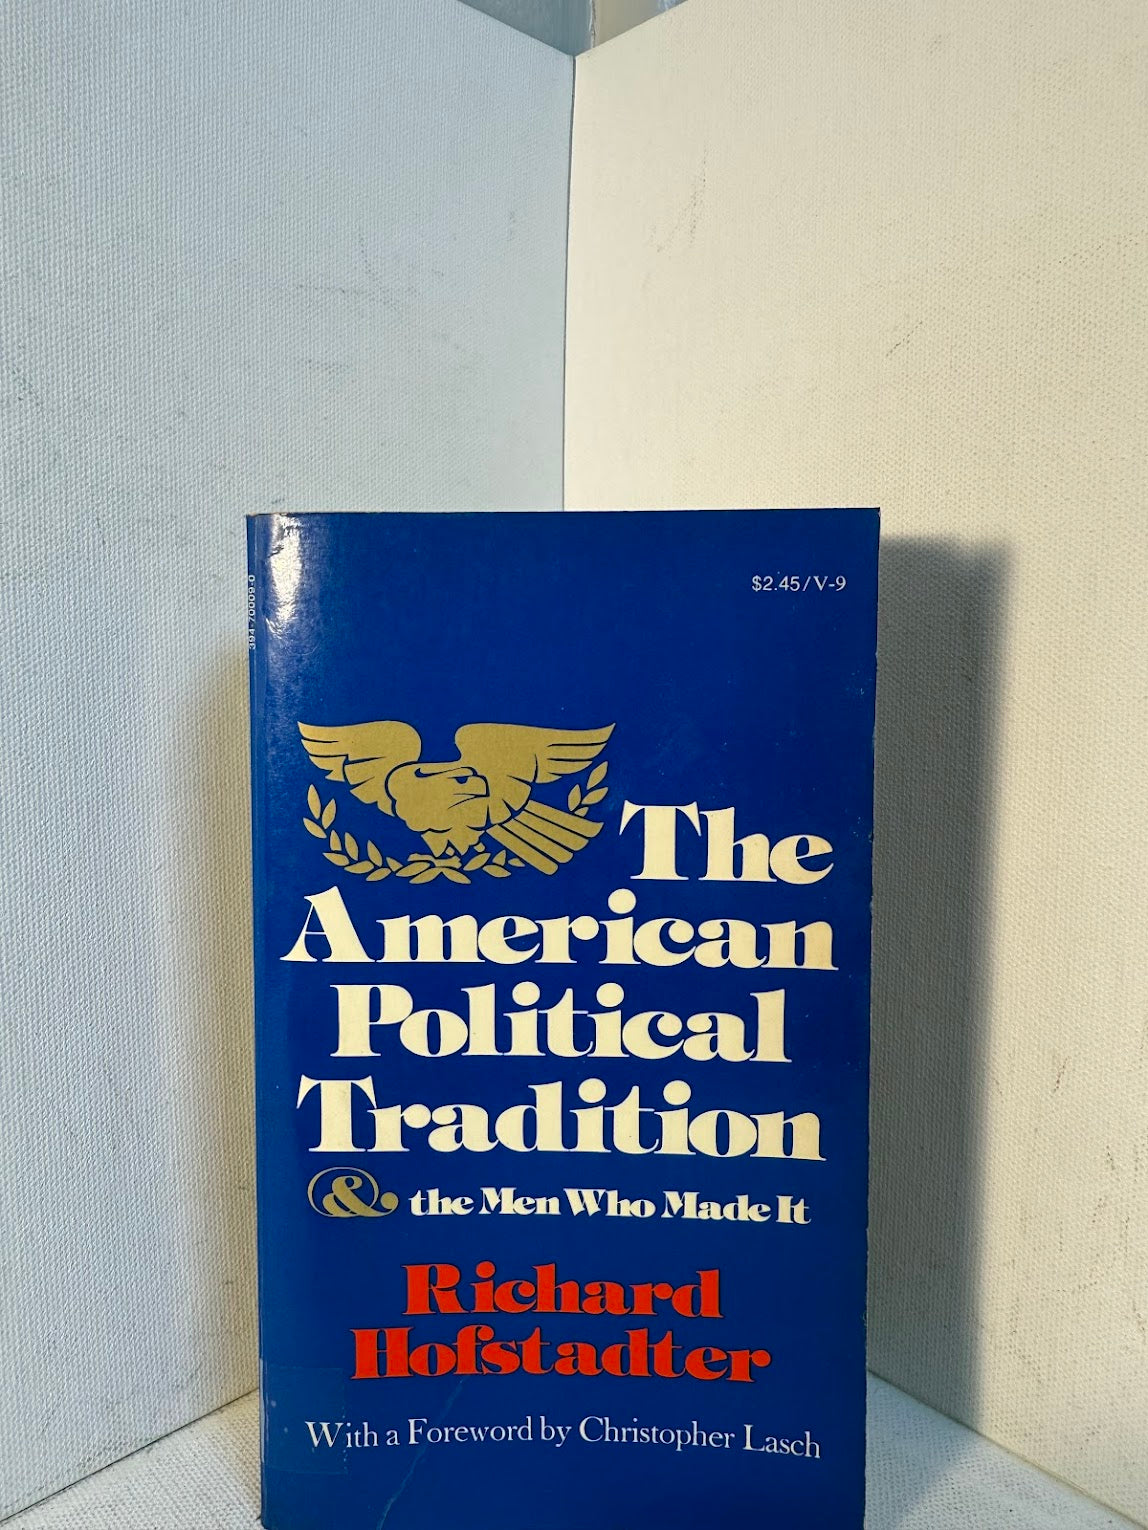 $2.45/V-9
394-70009-0
The
American
Political
Tradition
& the Men Who Made It
Richard
Hofstadter
With a Foreword by Christopher Lasch